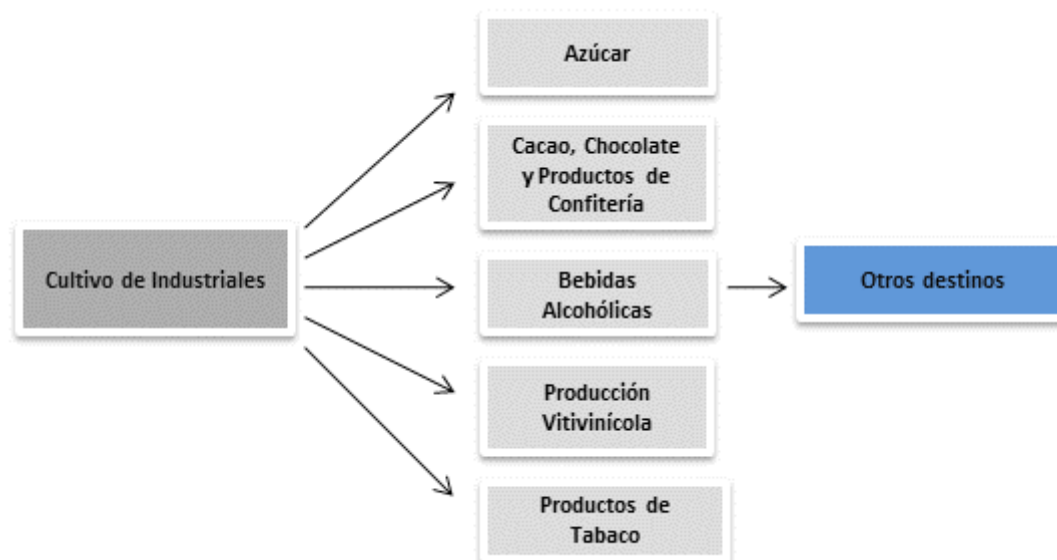 Azúcar
Cacao, Chocolate
y Productos de
Confitería
Cultivo de Industriales
Bebidas
Alcohólicas
Otros destinos
Producción
Vitivinícola
Productos de
Tabaco